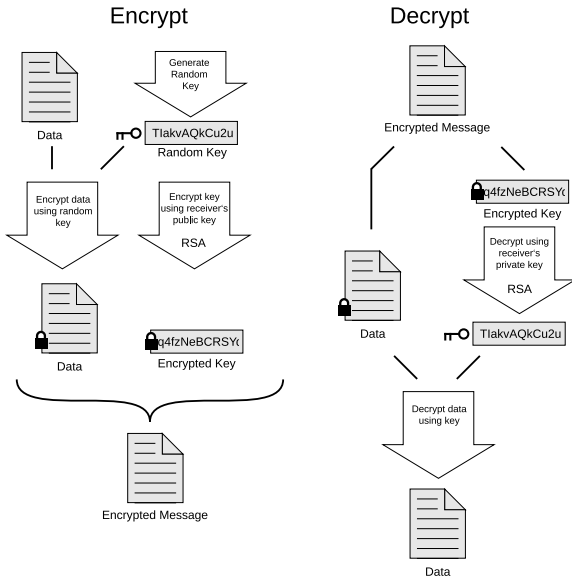 Encrypt
Generate
Random
Key
Data
TIakvAQkCu2u
Random Key
Encrypt data
using random
key
Encrypt key
using receiver's
public key
RSA
Data
q4fzNeBCRSYq
Encrypted Key
Encrypted Message
Decrypt
Encrypted Message
q4fzNeBCRSYq
Encrypted Key
Decrypt using
receiver's
private key
RSA
Data
TIakvAQkCu2u
Decrypt data
using key
Data